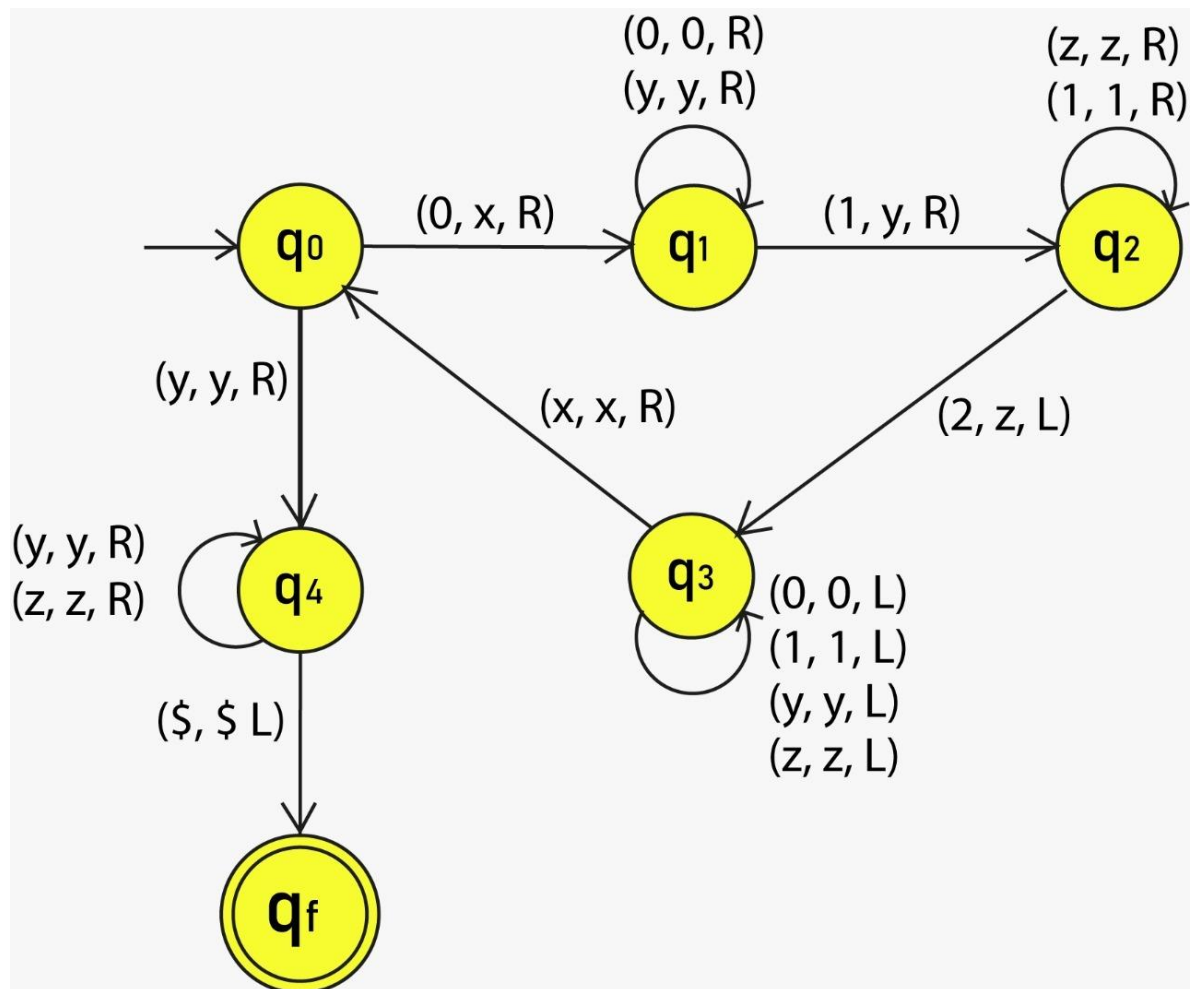 (0, 0, R)
(y, y, R)
(z, z, R)
(1, 1, R)
q0
(0, x, R)
q1
(1, y, R)
q2
(y, y, R)
(x, x, R)
(2, z, L)
(y, y, R)
(z, z, R)
q4
q3
(0, 0, L)
(1, 1, L)
(y, y, L)
(z, z, L)
($, $ L)
qf